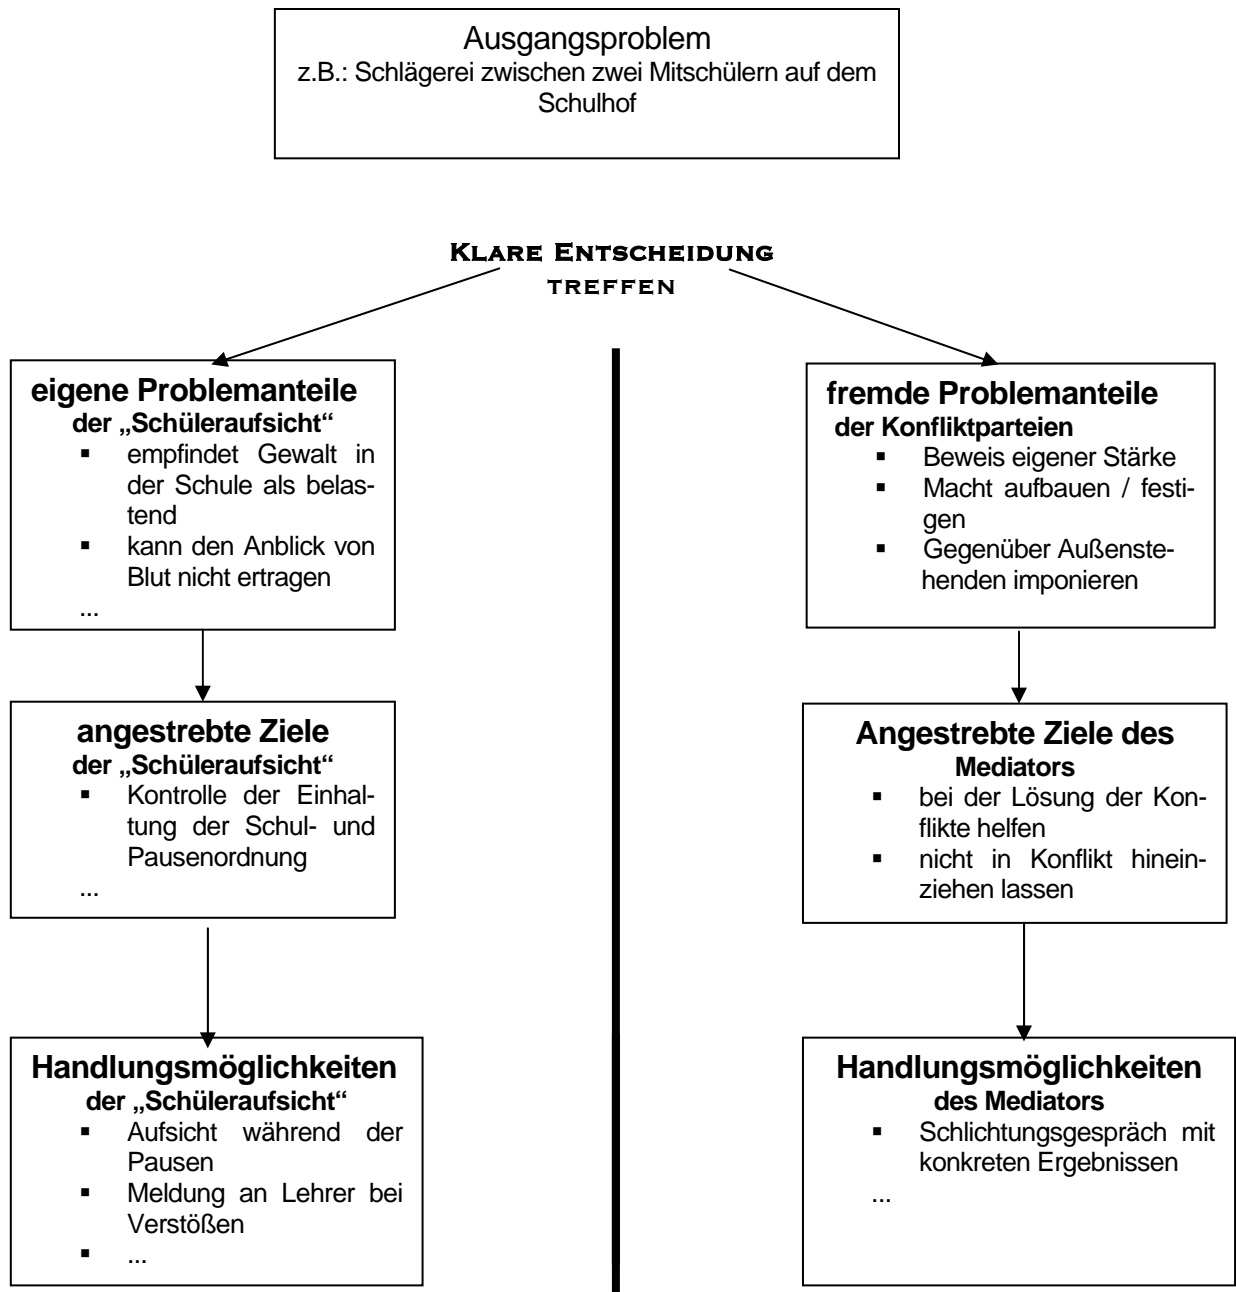 Ausgangsproblem
z.B.: Schlägerei zwischen zwei Mitschülern auf dem
Schulhof
KLARE ENTSCHEIDUNG
TREFFEN
eigene Problemanteile
der „Schüleraufsicht“
▪ empfindet Gewalt in
der Schule als belas-
tend
▪ kann den Anblick von
Blut nicht ertragen
...
angestrebte Ziele
der „Schüleraufsicht“
▪ Kontrolle der Einhal-
tung der Schul- und
Pausenordnung
...
Handlungsmöglichkeiten
der „Schüleraufsicht“
▪ Aufsicht während der
Pausen
▪ Meldung an Lehrer bei
Verstößen
▪ ...
fremde Problemanteile
der Konfliktparteien
▪ Beweis eigener Stärke
▪ Macht aufbauen / festi-
gen
▪ Gegenüber Außenste-
henden imponieren
Angestrebte Ziele des
Mediators
▪ bei der Lösung der Kon-
flikte helfen
▪ nicht in Konflikt hinein-
ziehen lassen
Handlungsmöglichkeiten
des Mediators
▪ Schlichtungsgespräch mit
konkreten Ergebnissen
...